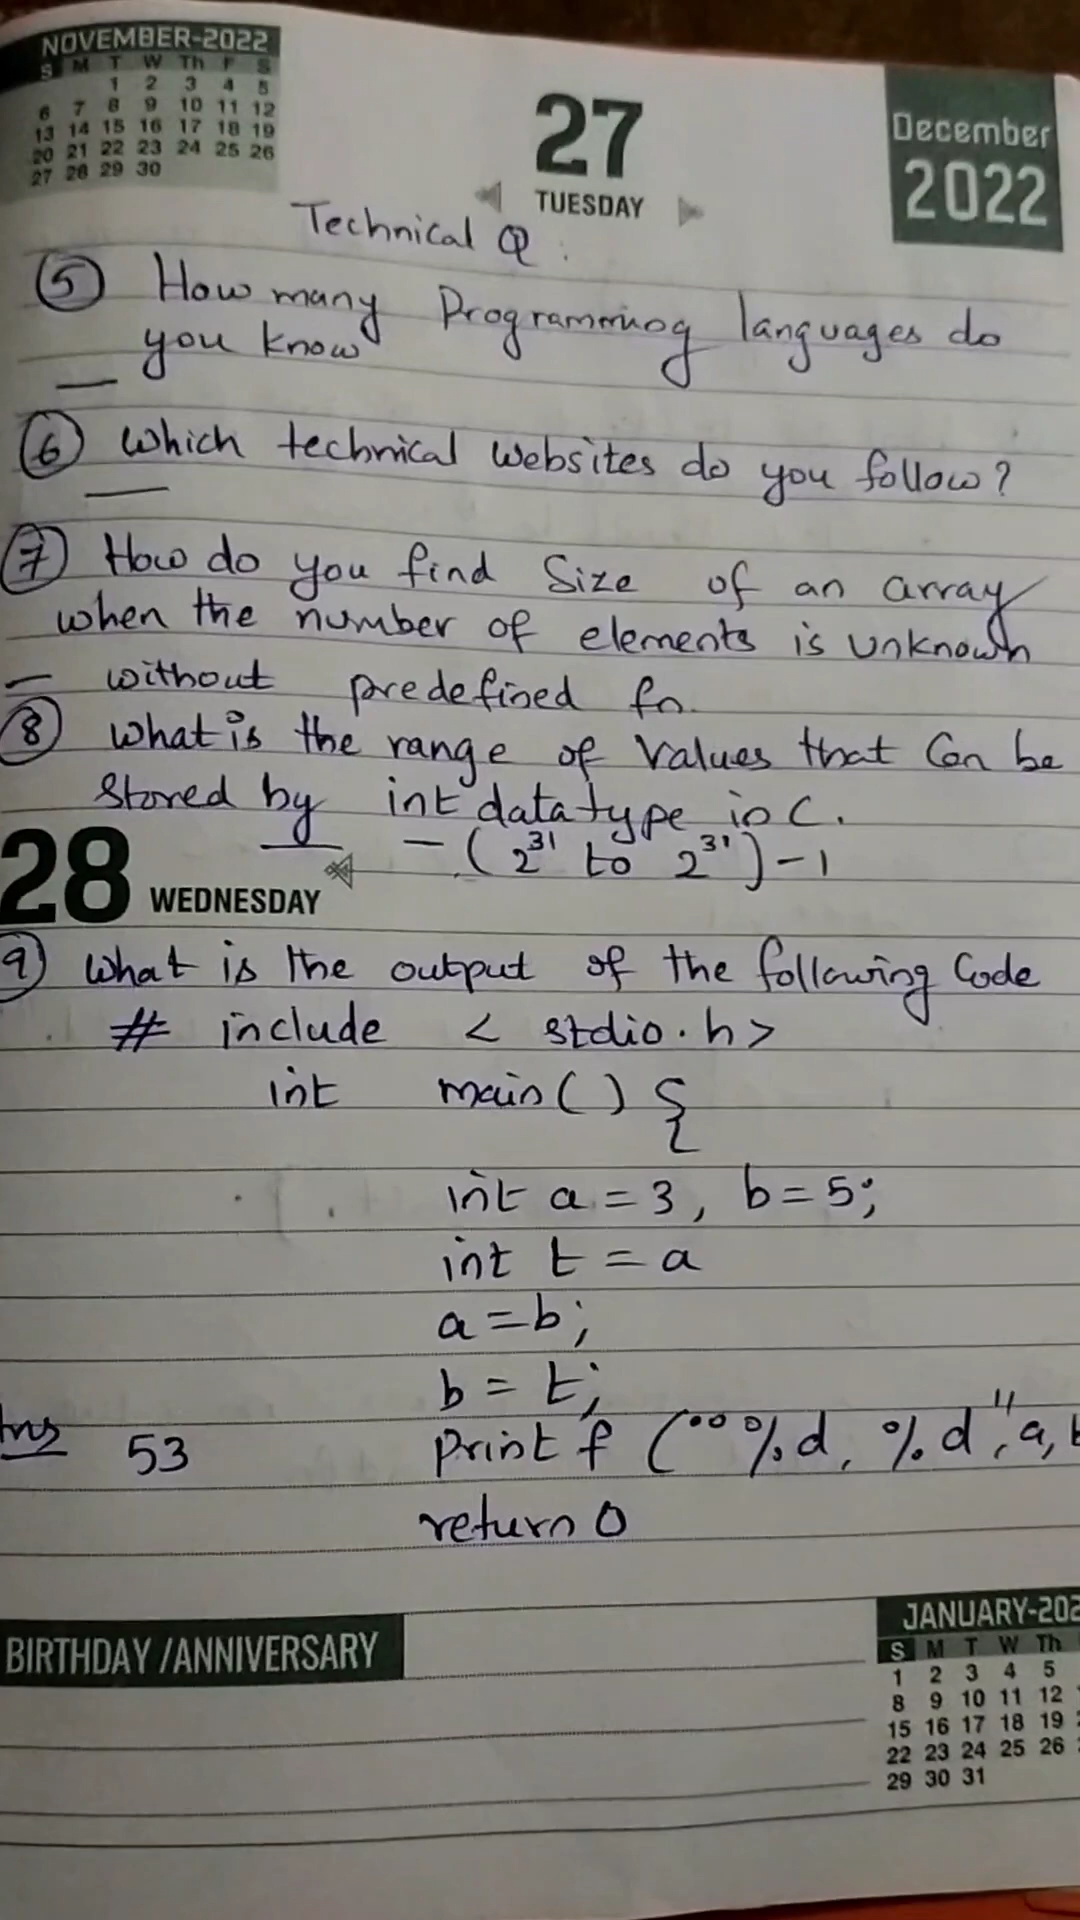 NOVEMBER-2022
S M T W Th F S
1 2 3 4 5
6 7 8 9 10 11 12
13 14 15 16 17 18 19
20 21 22 23 24 25 26
27 28 29 30
27
TUESDAY
December
2022
Technical Q.
5 How many Programming languages do
you know
6 Which technical websites do you follow?
7 How do you find Size of an array
when the number of elements is unknown
without predefined fn.
8 What is the range of Values that Can be
Stored by int data type in C.
- (2^31 to 2^31) - 1
28 WEDNESDAY
9 What is the output of the following Code
# include < stdio.h>
int main() {
int a = 3, b = 5;
int t = a
a = b;
b = t;
Ans 53 printf ("%d, %d", a, b
return 0
BIRTHDAY /ANNIVERSARY
JANUARY-202
S M T W Th
1 2 3 4 5
8 9 10 11 12
15 16 17 18 19
22 23 24 25 26
29 30 31